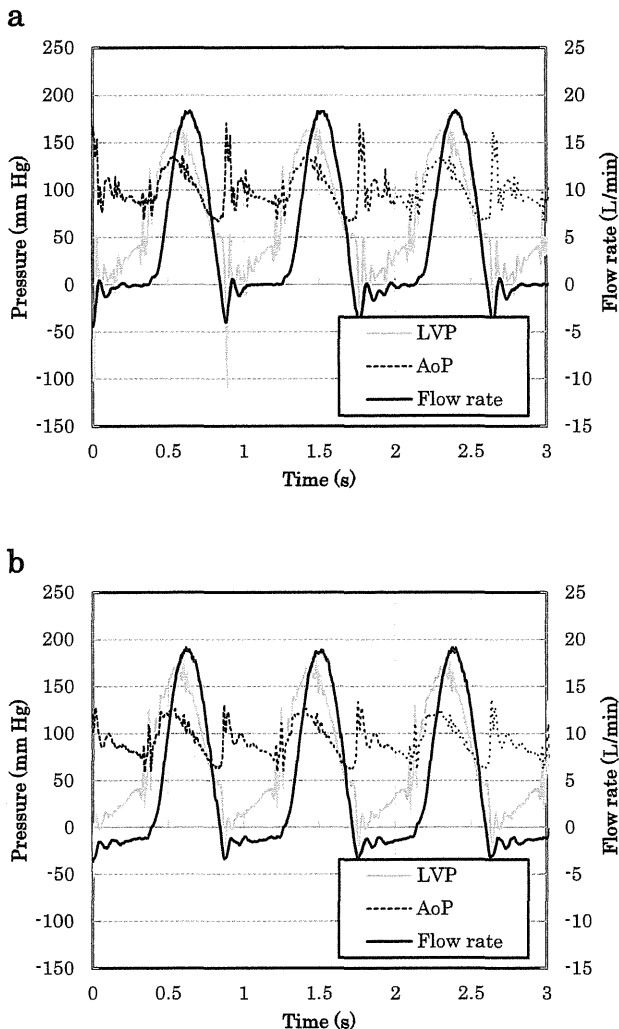 a
250
200
150
100
50
0
-50
-100
-150
Pressure (mm Hg)
25
20
15
10
5
0
-5
-10
-15
Flow rate (L/min)
LVP
AoP
Flow rate
0 0.5 1 1.5 2 2.5 3
Time (s)
b
250
200
150
100
50
0
-50
-100
-150
Pressure (mm Hg)
25
20
15
10
5
0
-5
-10
-15
Flow rate (L/min)
LVP
AoP
Flow rate
0 0.5 1 1.5 2 2.5 3
Time (s)